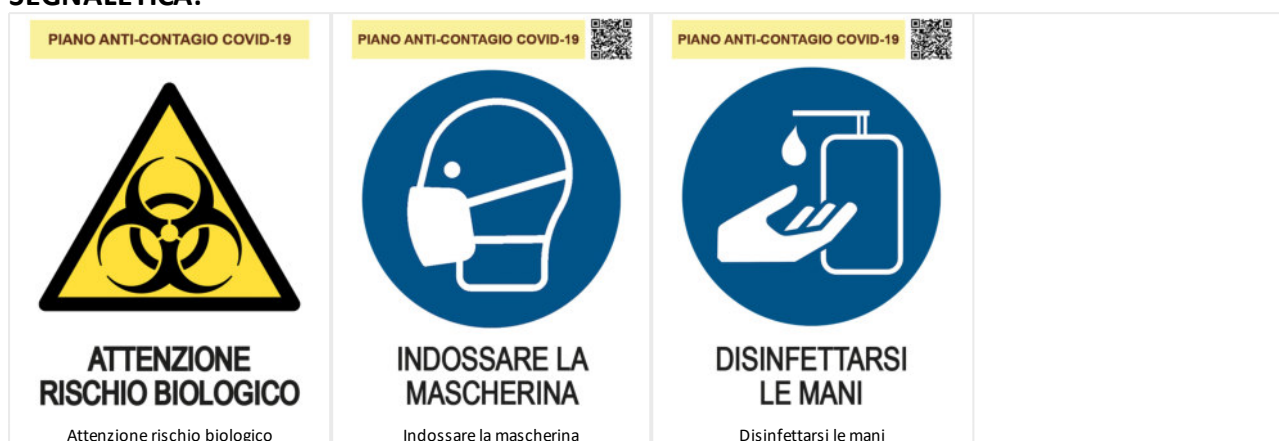 SEGNALETICA:
PIANO ANTI-CONTAGIO COVID-19
ATTENZIONE
RISCHIO BIOLOGICO
Attenzione rischio biologico
PIANO ANTI-CONTAGIO COVID-19
INDOSSARE LA
MASCHERINA
Indossare la mascherina
PIANO ANTI-CONTAGIO COVID-19
DISINFETTARSI
LE MANI
Disinfettarsi le mani